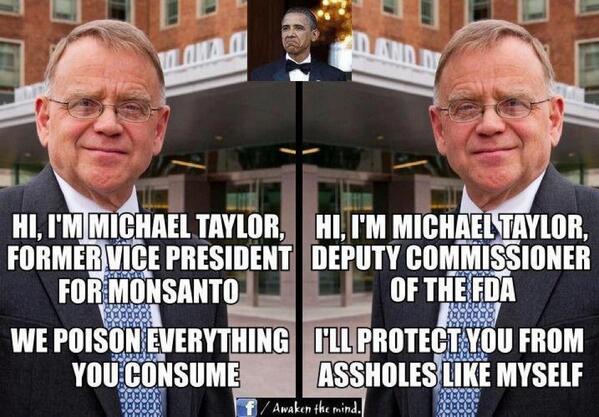 HI, I'M MICHAEL TAYLOR,
FORMER VICE PRESIDENT
FOR MONSANTO
WE POISON EVERYTHING
YOU CONSUME
HI, I'M MICHAEL TAYLOR,
DEPUTY COMMISSIONER
OF THE FDA
I'LL PROTECT YOU FROM
ASSHOLES LIKE MYSELF
f / Awaken the mind.